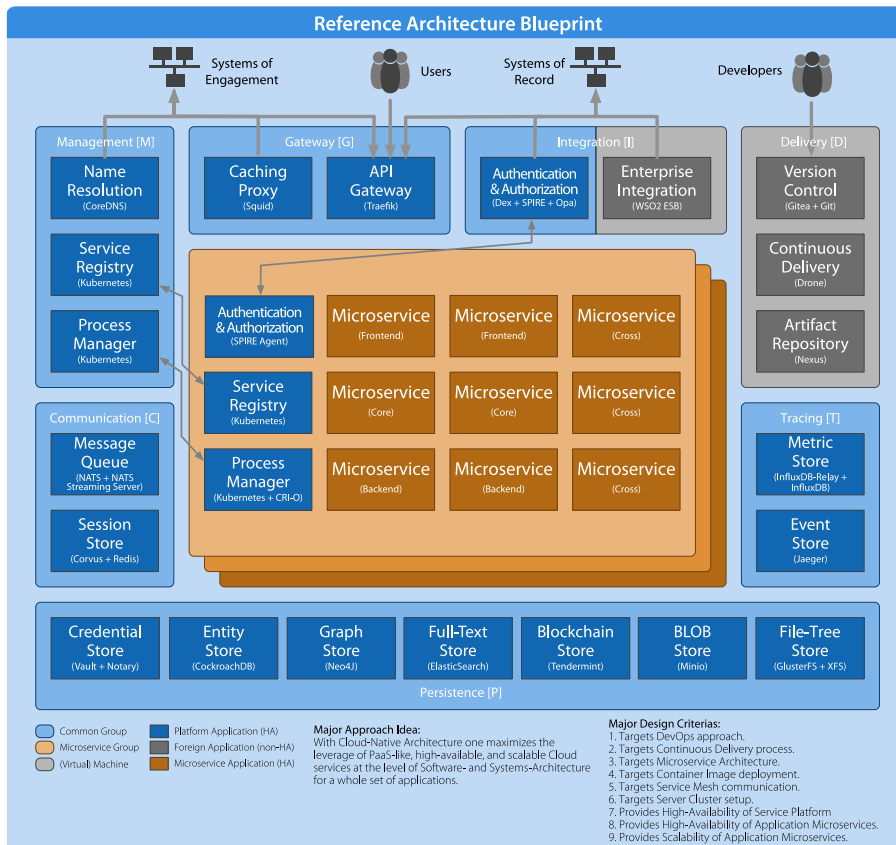 Reference Architecture Blueprint
Systems of
Engagement
Users
Systems of
Record
Developers
Management [M]
Name
Resolution
(CoreDNS)
Service
Registry
(Kubernetes)
Process
Manager
(Kubernetes)
Gateway [G]
Caching
Proxy
(Squid)
API
Gateway
(Traefik)
Integration [I]
Authentication
& Authorization
(Dex + SPIRE + Opa)
Enterprise
Integration
(WSO2 ESB)
Delivery [D]
Version
Control
(Gitea + Git)
Continuous
Delivery
(Drone)
Artifact
Repository
(Nexus)
Authentication
& Authorization
(SPIRE Agent)
Microservice
(Frontend)
Microservice
(Frontend)
Microservice
(Cross)
Service
Registry
(Kubernetes)
Microservice
(Core)
Microservice
(Core)
Microservice
(Cross)
Process
Manager
(Kubernetes + CRI-O)
Microservice
(Backend)
Microservice
(Backend)
Microservice
(Cross)
Communication [C]
Message
Queue
(NATS + NATS
Streaming Server)
Session
Store
(Corvus + Redis)
Tracing [T]
Metric
Store
(InfluxDB-Relay +
InfluxDB)
Event
Store
(Jaeger)
Credential
Store
(Vault + Notary)
Entity
Store
(CockroachDB)
Graph
Store
(Neo4J)
Full-Text
Store
(ElasticSearch)
Blockchain
Store
(Tendermint)
BLOB
Store
(Minio)
File-Tree
Store
(GlusterFS + XFS)
Persistence [P]
Common Group
Microservice Group
(Virtual) Machine
Platform Application (HA)
Foreign Application (non-HA)
Microservice Application (HA)
Major Approach Idea:
With Cloud-Native Architecture one maximizes the
leverage of PaaS-like, high-available, and scalable Cloud
services at the level of Software- and Systems-Architecture
for a whole set of applications.
Major Design Criterias:
1. Targets DevOps approach.
2. Targets Continuous Delivery process.
3. Targets Microservice Architecture.
4. Targets Container Image deployment.
5. Targets Service Mesh communication.
6. Targets Server Cluster setup.
7. Provides High-Availability of Service Platform
8. Provides High-Availability of Application Microservices.
9. Provides Scalability of Application Microservices.